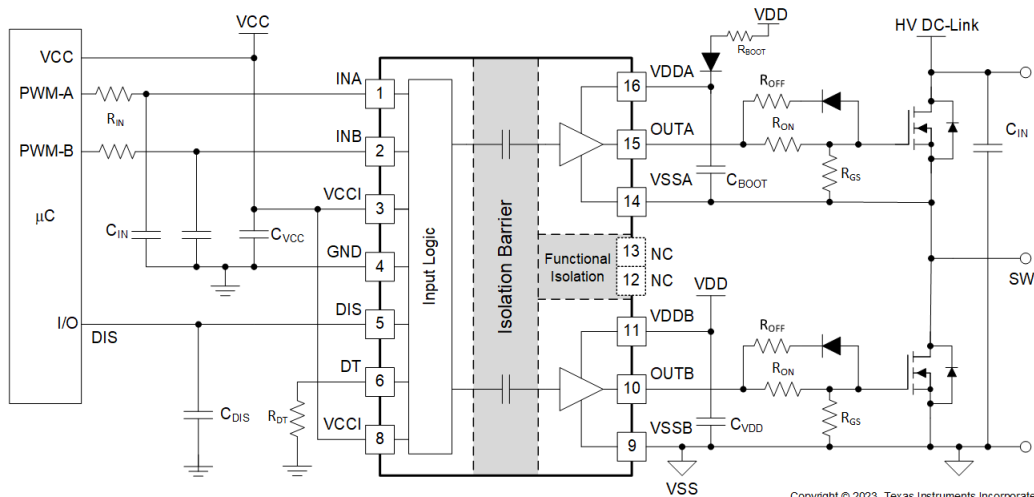 VCC
VDD
HV DC-Link
VCC
PWM-A
RIN
PWM-B
μC
CIN
CVCC
I/O
DIS
CDIS
RDT
INA
1
INB
2
VCCI
3
GND
4
DIS
5
DT
6
VCCI
8
Input Logic
Isolation Barrier
Functional
Isolation
RBOOT
VDDA
16
OUTA
15
VSSA
14
13
NC
12
NC
CBOOT
ROFF
RON
RGS
CIN
SW
VDD
VDDB
11
OUTB
10
VSSB
9
CVDD
ROFF
RON
RGS
VSS
Copyright © 2023, Texas Instruments Incorporate